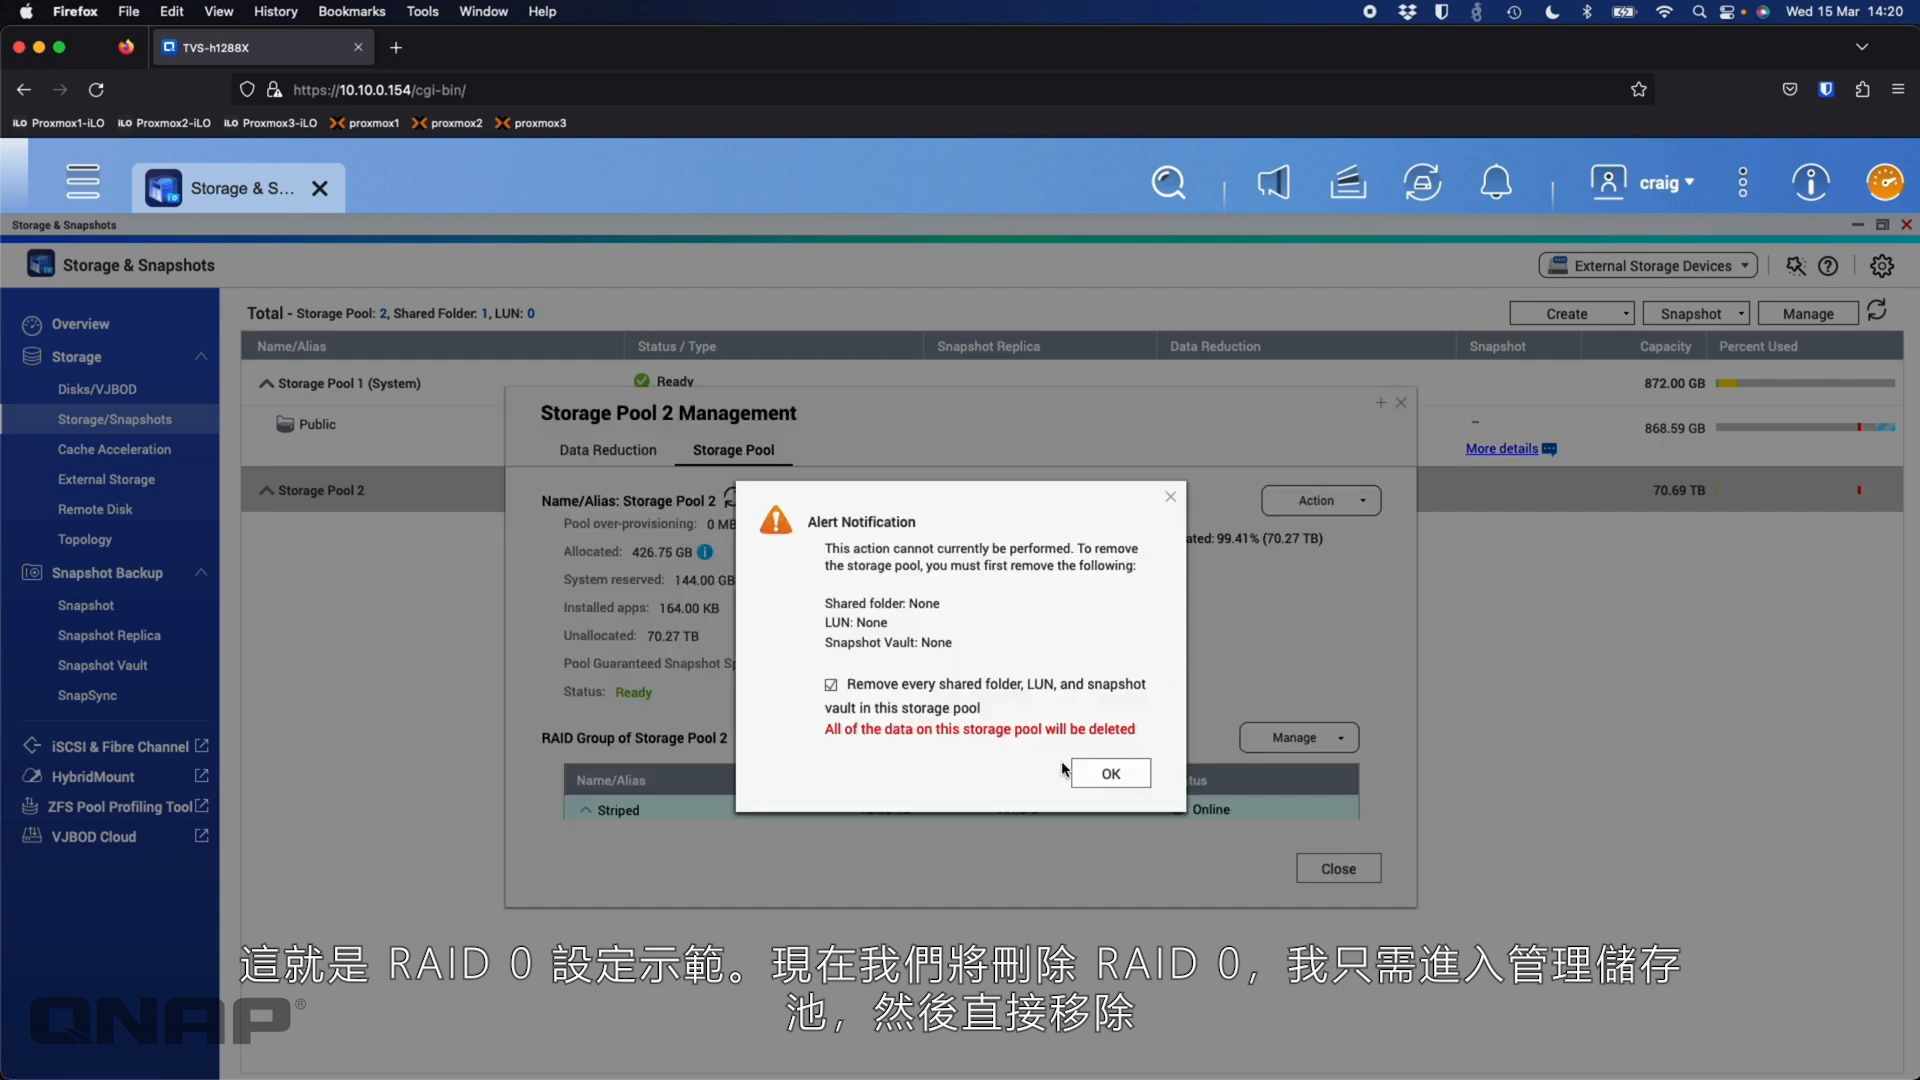 Firefox File Edit View History Bookmarks Tools Window Help Wed 15 Mar 14:20
TVS-h1288X
https://10.10.0.154/cgi-bin/
iLO Proxmox1-iLO iLO Proxmox2-iLO iLO Proxmox3-iLO proxmox1 proxmox2 proxmox3
Storage & S... craig
Storage & Snapshots
Storage & Snapshots External Storage Devices
Overview
Storage
Disks/VJBOD
Storage/Snapshots
Cache Acceleration
External Storage
Remote Disk
Topology
Snapshot Backup
Snapshot
Snapshot Replica
Snapshot Vault
SnapSync
iSCSI & Fibre Channel
HybridMount
ZFS Pool Profiling Tool
VJBOD Cloud
Total - Storage Pool: 2, Shared Folder: 1, LUN: 0 Create Snapshot Manage
Name/Alias Status / Type Snapshot Replica Data Reduction Snapshot Capacity Percent Used
Storage Pool 1 (System) Ready 872.00 GB
Public - 868.59 GB
More details
Storage Pool 2 70.69 TB
Storage Pool 2 Management
Data Reduction Storage Pool
Name/Alias: Storage Pool 2 Action
Pool over-provisioning: 0 MB
ated: 99.41% (70.27 TB)
Allocated: 426.75 GB
System reserved: 144.00 GB
Installed apps: 164.00 KB
Unallocated: 70.27 TB
Pool Guaranteed Snapshot Sp
Status: Ready
RAID Group of Storage Pool 2 Manage
Name/Alias tus
Striped Online
Close
Alert Notification
This action cannot currently be performed. To remove
the storage pool, you must first remove the following:
Shared folder: None
LUN: None
Snapshot Vault: None
Remove every shared folder, LUN, and snapshot
vault in this storage pool
All of the data on this storage pool will be deleted
OK
這就是 RAID 0 設定示範。現在我們將刪除 RAID 0, 我只需進入管理儲存
池, 然後直接移除
QNAP®